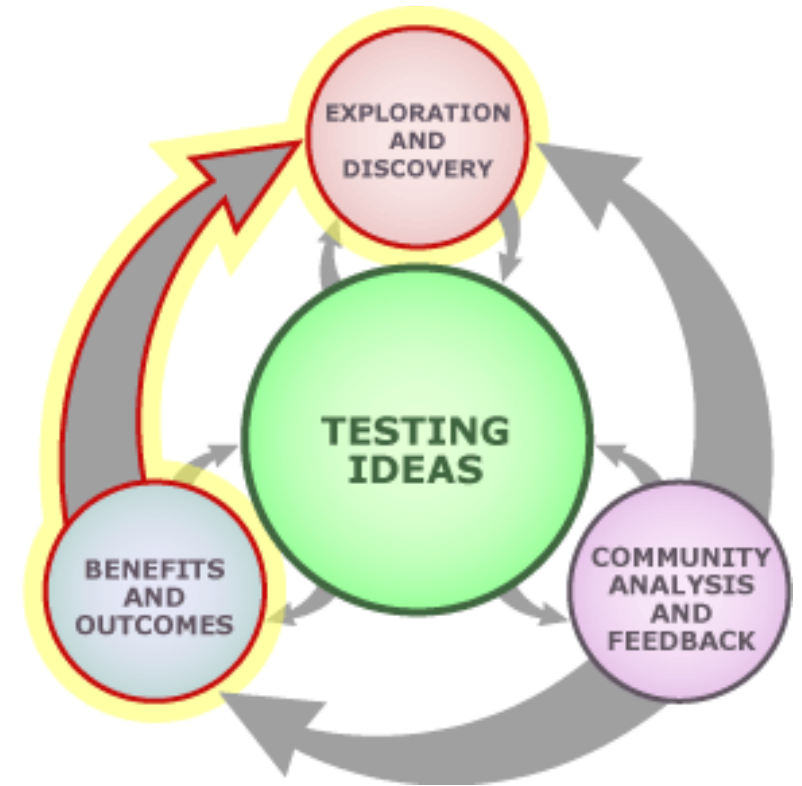 EXPLORATION
AND
DISCOVERY
TESTING
IDEAS
BENEFITS
AND
OUTCOMES
COMMUNITY
ANALYSIS
AND
FEEDBACK